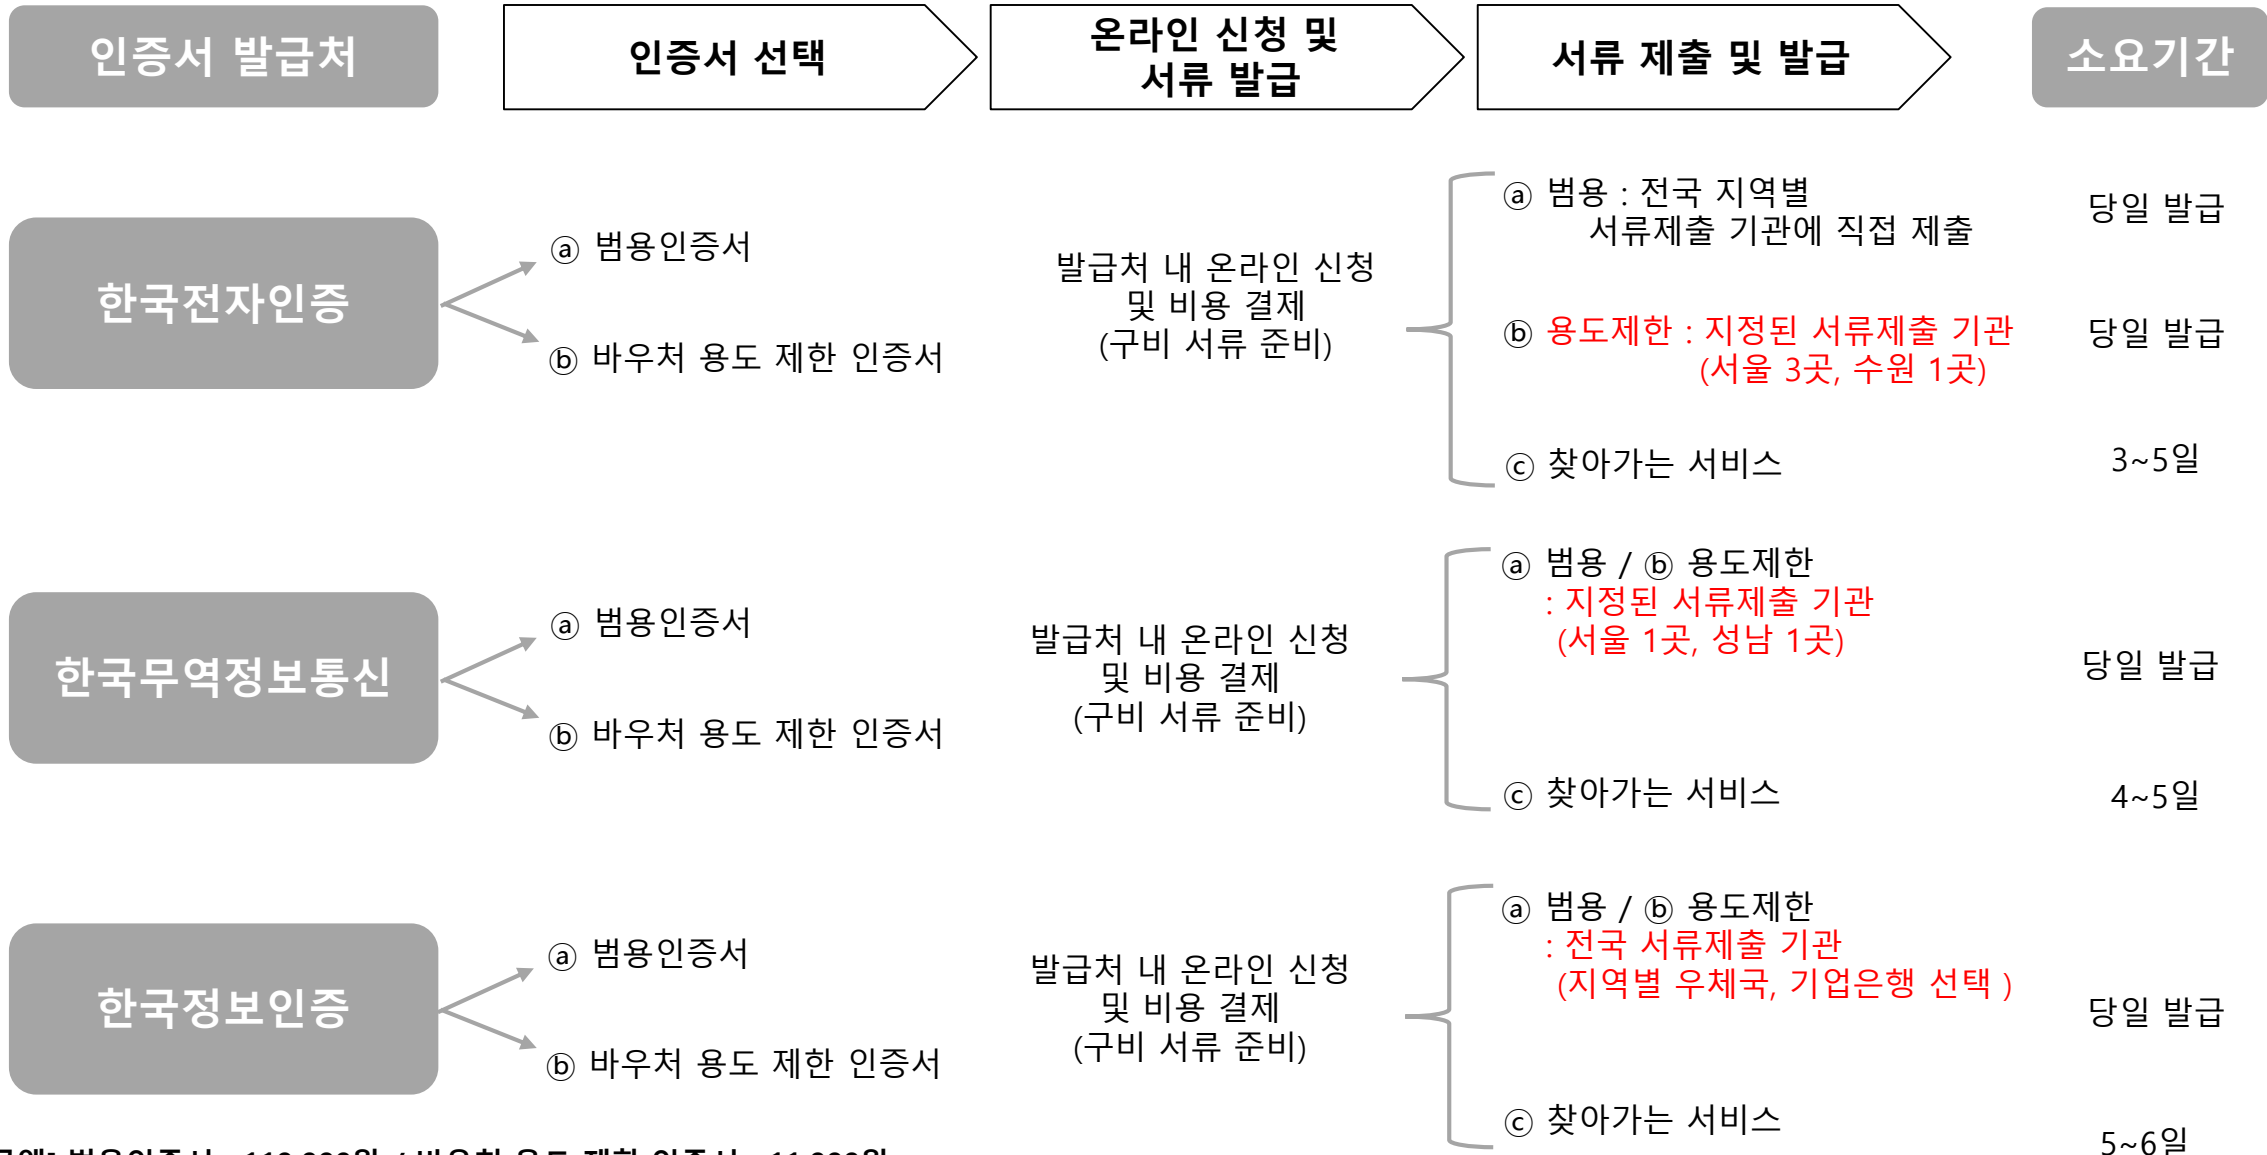 인증서 발급처
인증서 선택
온라인 신청 및
서류 발급
서류 제출 및 발급
소요기간
한국전자인증
ⓐ 범용인증서
ⓑ 바우처 용도 제한 인증서
발급처 내 온라인 신청
및 비용 결제
(구비 서류 준비)
ⓐ 범용 : 전국 지역별
서류제출 기관에 직접 제출
당일 발급
ⓑ 용도제한 : 지정된 서류제출 기관
(서울 3곳, 수원 1곳)
당일 발급
ⓒ 찾아가는 서비스
3~5일
한국무역정보통신
ⓐ 범용인증서
ⓑ 바우처 용도 제한 인증서
발급처 내 온라인 신청
및 비용 결제
(구비 서류 준비)
ⓐ 범용 / ⓑ 용도제한
: 지정된 서류제출 기관
(서울 1곳, 성남 1곳)
당일 발급
ⓒ 찾아가는 서비스
4~5일
한국정보인증
ⓐ 범용인증서
ⓑ 바우처 용도 제한 인증서
발급처 내 온라인 신청
및 비용 결제
(구비 서류 준비)
ⓐ 범용 / ⓑ 용도제한
: 전국 서류제출 기관
(지역별 우체국, 기업은행 선택 )
당일 발급
ⓒ 찾아가는 서비스
5~6일